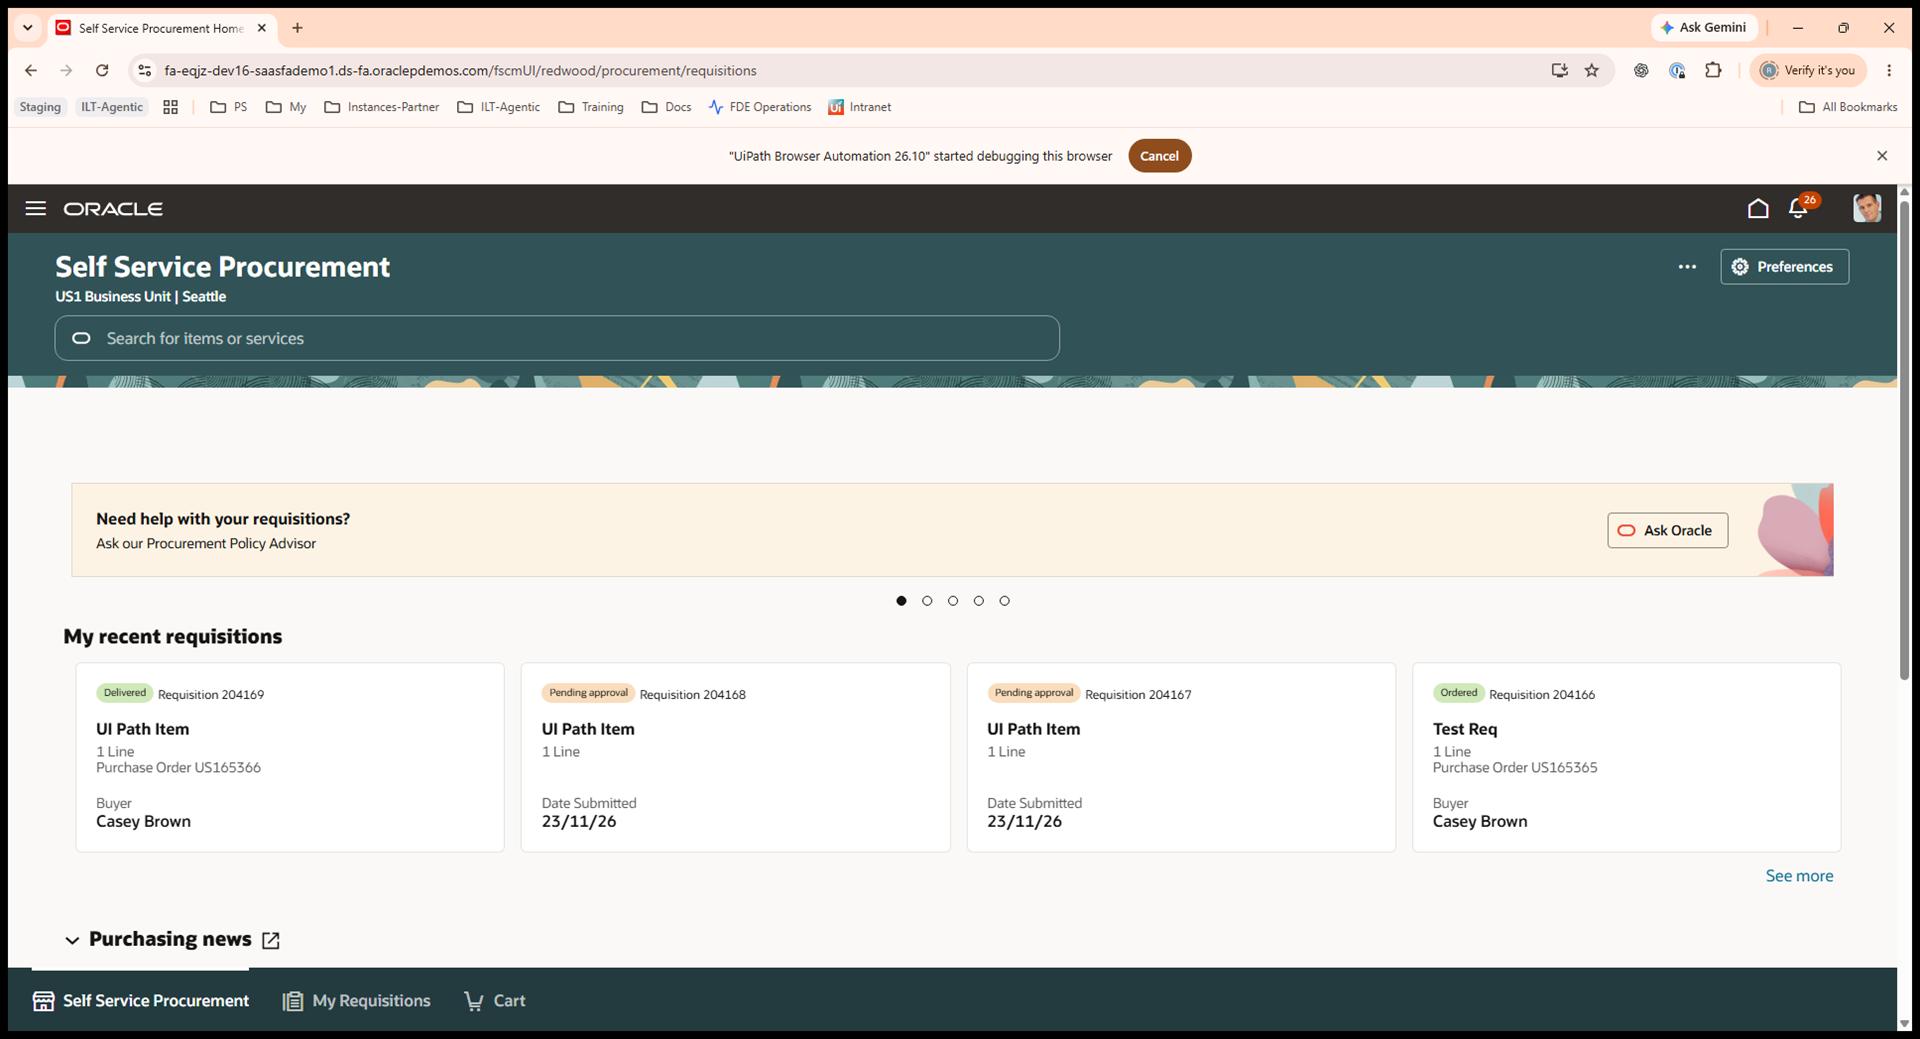 Self Service Procurement Home
Ask Gemini
fa-eqjz-dev16-saasfademo1.ds-fa.oraclepdemos.com/fscmUI/redwood/procurement/requisitions
Verify it's you
Staging
ILT-Agentic
PS
My
Instances-Partner
ILT-Agentic
Training
Docs
FDE Operations
Ui
Intranet
All Bookmarks
"UiPath Browser Automation 26.10" started debugging this browser
Cancel
ORACLE
26
Self Service Procurement
Preferences
US1 Business Unit | Seattle
Search for items or services
Need help with your requisitions?
Ask our Procurement Policy Advisor
Ask Oracle
My recent requisitions
Delivered Requisition 204169
UI Path Item
1 Line
Purchase Order US165366
Buyer
Casey Brown
Pending approval Requisition 204168
UI Path Item
1 Line
Date Submitted
23/11/26
Pending approval Requisition 204167
UI Path Item
1 Line
Date Submitted
23/11/26
Ordered Requisition 204166
Test Req
1 Line
Purchase Order US165365
Buyer
Casey Brown
See more
Purchasing news
Self Service Procurement
My Requisitions
Cart